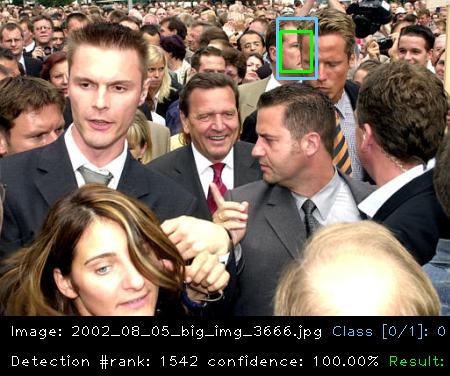 Image: 2002_08_05_big_img_3666.jpg Class [0/1]: 0
Detection #rank: 1542 confidence: 100.00% Result: